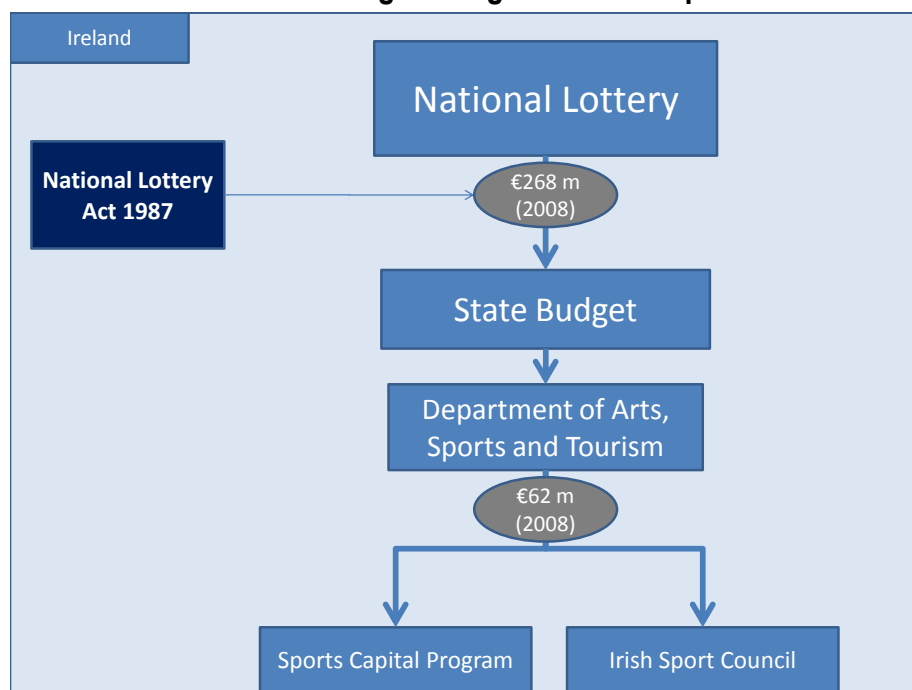 Ireland
National Lottery
National Lottery
Act 1987
€268 m
(2008)
State Budget
Department of Arts,
Sports and Tourism
€62 m
(2008)
Sports Capital Program
Irish Sport Council